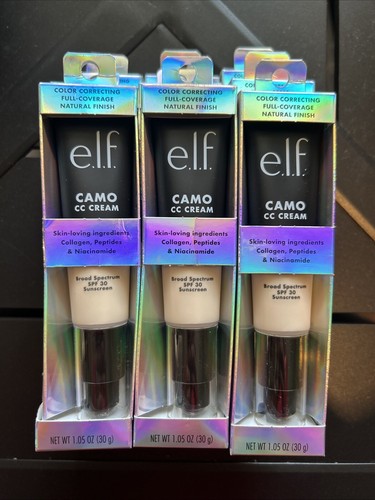 COLOR CORRECTING
FULL-COVERAGE
NATURAL FINISH
e.l.f.
CAMO
CC CREAM
Skin-loving ingredients
Collagen, Peptides
& Niacinamide
Broad Spectrum
SPF 30
Sunscreen
NET WT 1.05 OZ (30 g)
COLOR CORRECTING
FULL-COVERAGE
NATURAL FINISH
e.l.f.
CAMO
CC CREAM
Skin-loving ingredients
Collagen, Peptides
& Niacinamide
Broad Spectrum
SPF 30
Sunscreen
NET WT 1.05 OZ (30 g)
COLOR CORRECTING
FULL-COVERAGE
NATURAL FINISH
e.l.f.
CAMO
CC CREAM
Skin-loving ingredients
Collagen, Peptides
& Niacinamide
Broad Spectrum
SPF 30
Sunscreen
NET WT 1.05 OZ (30 g)